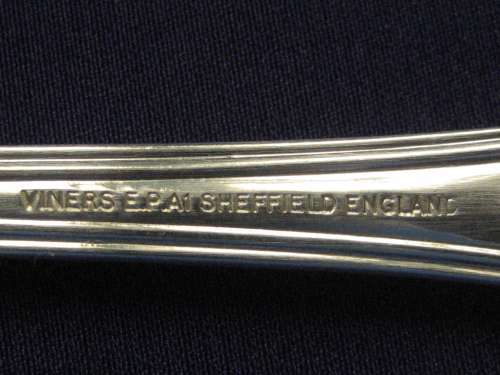 VINERS E.P.A1 SHEFFIELD ENGLAND